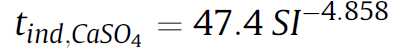 t_{ind,CaSO_4} = 47.4 SI^{-4.858}